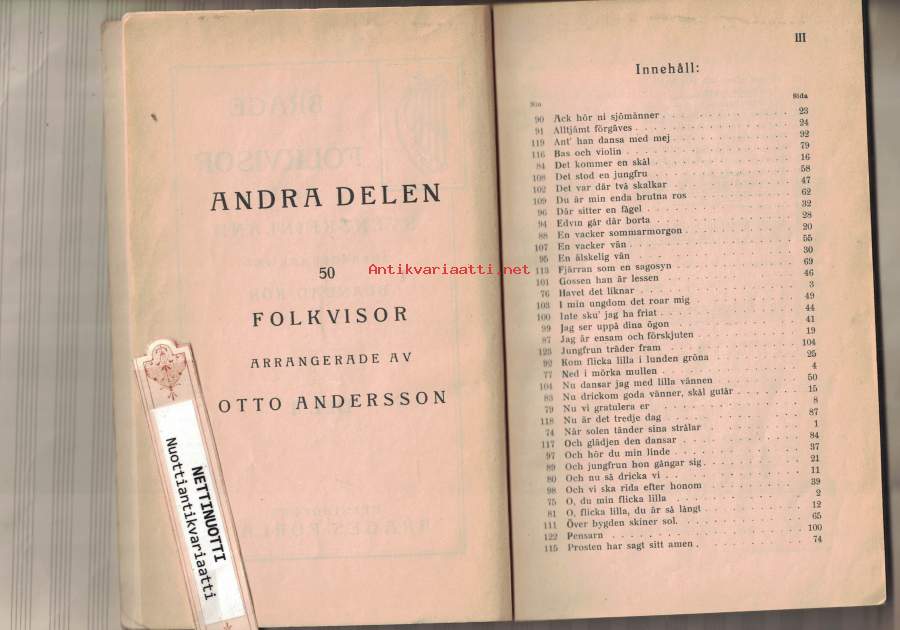 ANDRA DELEN
50
FOLKVISOR
ARRANGERADE AV
OTTO ANDERSSON
NETTINUOTTI
Nuottiantikvariaatti
Antikvariaatti.net
III
Innehåll:
Sida
90 Ack hör ni sjömänner 23
91 Alltjämt förgäves 24
119 Ant' han dansa med mej 92
116 Bas och violin 79
84 Det kommer en skål 16
108 Det stod en jungfru 58
102 Det var där två skalkar 47
109 Du är min enda brutna ros 62
96 Där sitter en fågel 32
94 Edvin går där borta 28
88 En vacker sommarmorgon 20
107 En vacker vän 55
95 En älskelig vän 30
113 Fjärran som en sagosyn 69
101 Gossen han är lessen 46
76 Havet det liknar 3
103 I min ungdom det roar mig 49
100 Inte sku' jag ha friat 44
99 Jag ser uppå dina ögon 41
87 Jag är ensam och förskjuten 19
123 Jungfrun träder fram 104
92 Kom flicka lilla i lunden gröna 25
77 Ned i mörka mullen 4
104 Nu dansar jag med lilla vännen 50
83 Nu drickom goda vänner, skål gutår 15
79 Nu vi gratulera er 8
118 Nu är det tredje dag 87
74 När solen tänder sina strålar 1
117 Och glädjen den dansar 84
97 Och hör du min linde 37
89 Och jungfrun hon gångar sig 21
80 Och nu så dricka vi 11
98 Och vi ska rida efter honom 39
75 O, du min flicka lilla 2
81 O, flicka lilla, du är så långt 12
111 Över bygden skiner sol. 65
122 Pensarn 100
115 Prosten har sagt sitt amen 74